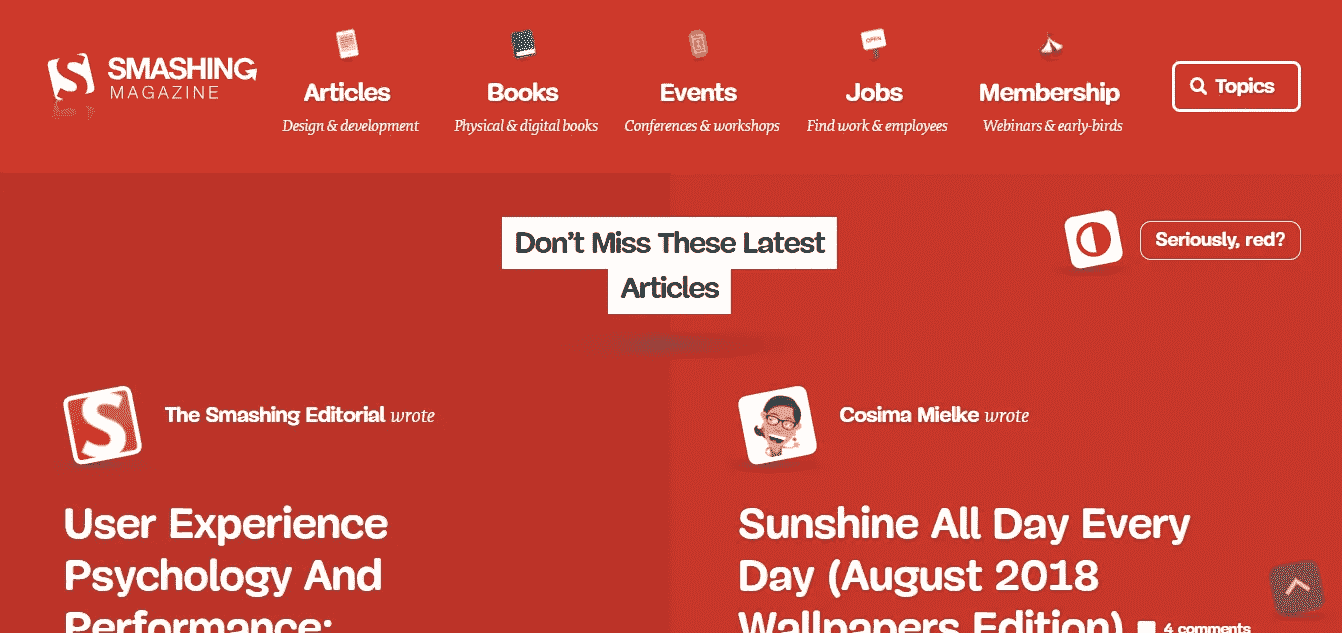 SMASHING
MAGAZINE
Articles
Design & development
Books
Physical & digital books
Events
Conferences & workshops
OPEN
Jobs
Find work & employees
Membership
Webinars & early-birds
Topics
Don’t Miss These Latest
Articles
Seriously, red?
The Smashing Editorial wrote
User Experience
Psychology And
Performance:
Cosima Mielke wrote
Sunshine All Day Every
Day (August 2018
Wallpapers Edition)
4 comments